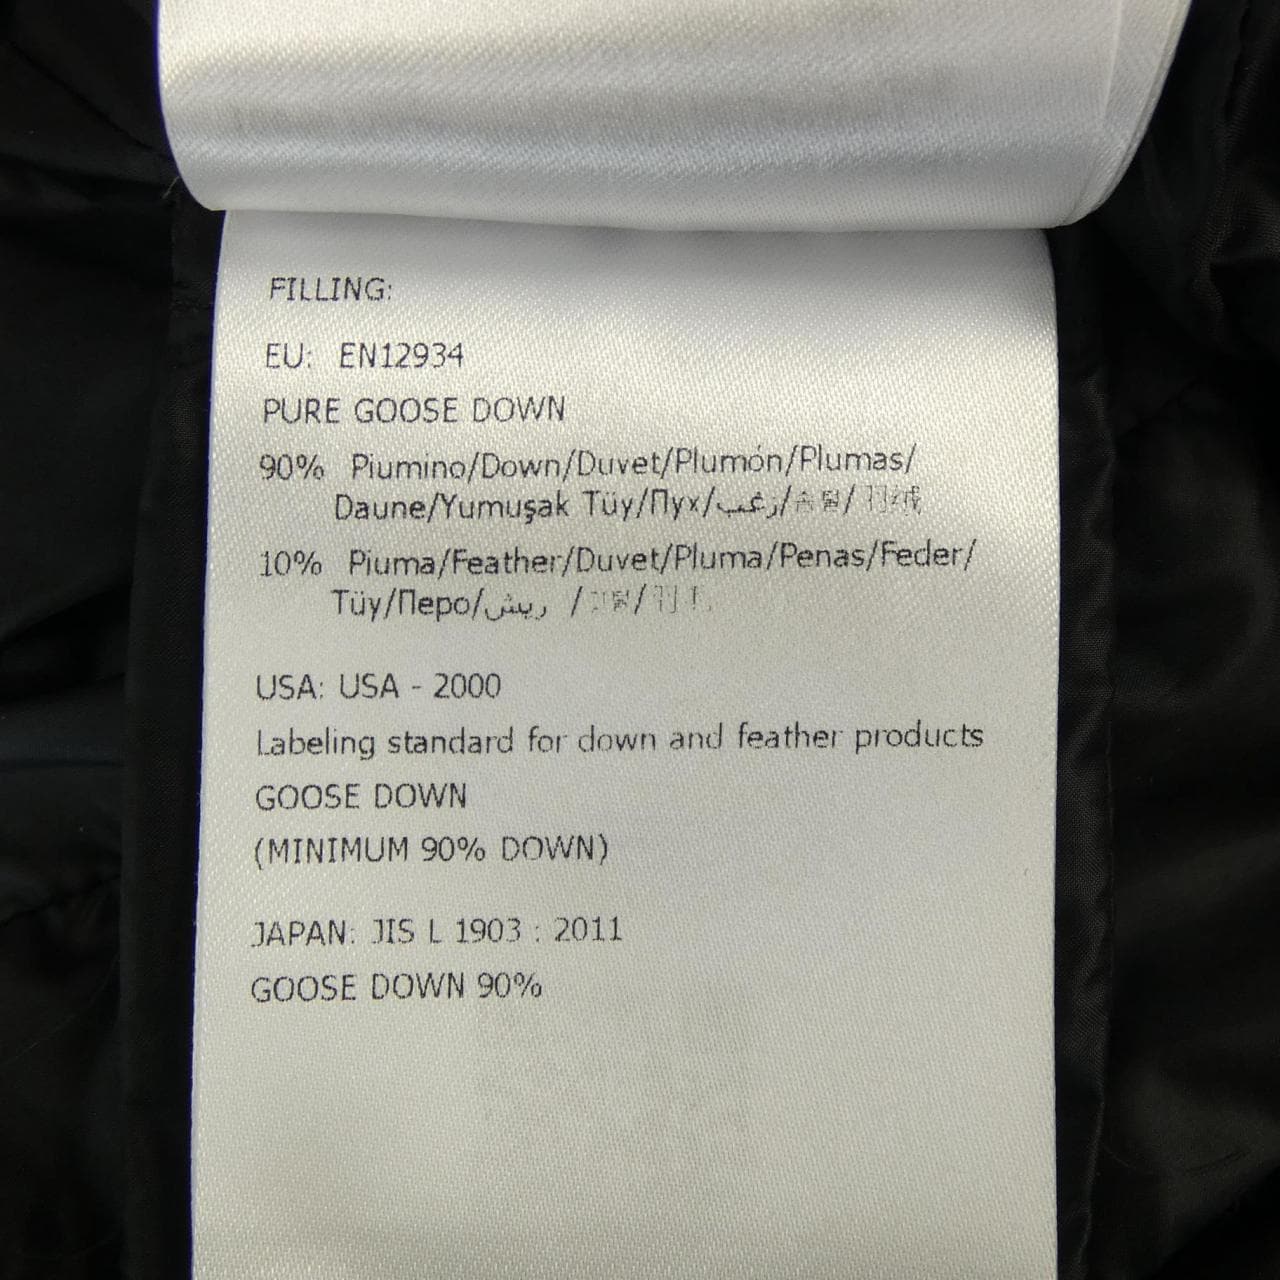 FILLING:
EU: EN12934
PURE GOOSE DOWN
90% Piumino/Down/Duvet/Plumón/Plumas/
Daune/Yumuşak Tüy/Пух/زغب/솜털/羽绒
10% Piuma/Feather/Duvet/Pluma/Penas/Feder/
Tüy/Перо/ريش /
USA: USA - 2000
Labeling standard for down and feather products
GOOSE DOWN
(MINIMUM 90% DOWN)
JAPAN: JIS L 1903 : 2011
GOOSE DOWN 90%